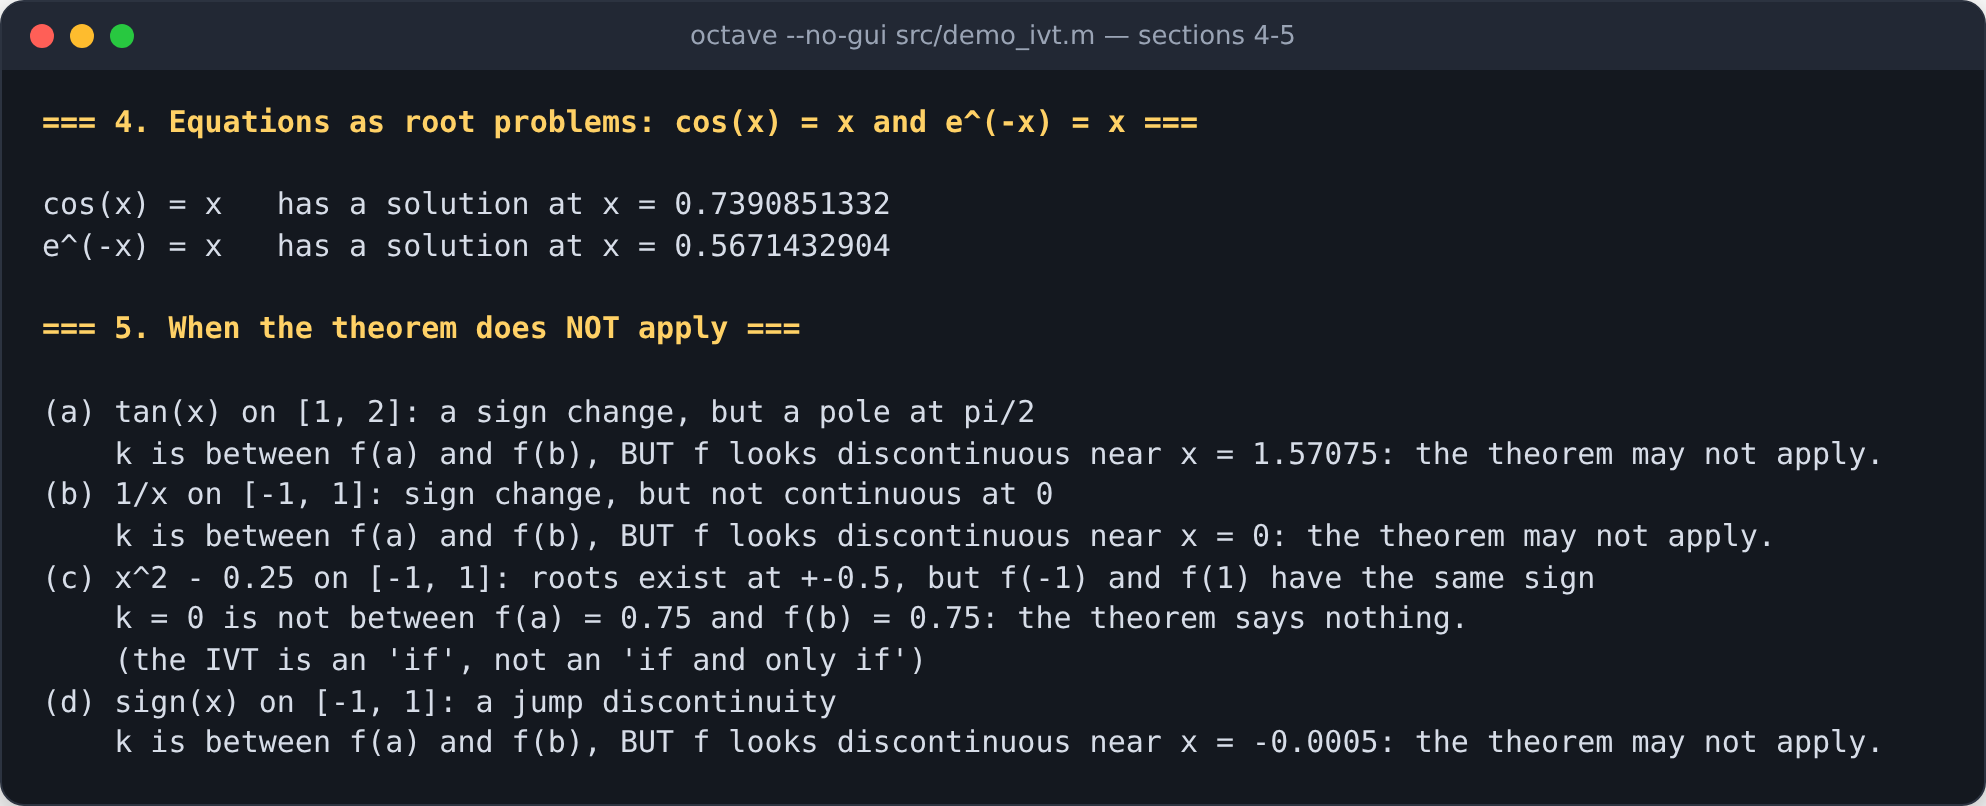 octave --no-gui src/demo_ivt.m — sections 4-5
=== 4. Equations as root problems: cos(x) = x and e^(-x) = x ===
cos(x) = x   has a solution at x = 0.7390851332
e^(-x) = x   has a solution at x = 0.5671432904
=== 5. When the theorem does NOT apply ===
(a) tan(x) on [1, 2]: a sign change, but a pole at pi/2
    k is between f(a) and f(b), BUT f looks discontinuous near x = 1.57075: the theorem may not apply.
(b) 1/x on [-1, 1]: sign change, but not continuous at 0
    k is between f(a) and f(b), BUT f looks discontinuous near x = 0: the theorem may not apply.
(c) x^2 - 0.25 on [-1, 1]: roots exist at +-0.5, but f(-1) and f(1) have the same sign
    k = 0 is not between f(a) = 0.75 and f(b) = 0.75: the theorem says nothing.
    (the IVT is an 'if', not an 'if and only if')
(d) sign(x) on [-1, 1]: a jump discontinuity
    k is between f(a) and f(b), BUT f looks discontinuous near x = -0.0005: the theorem may not apply.